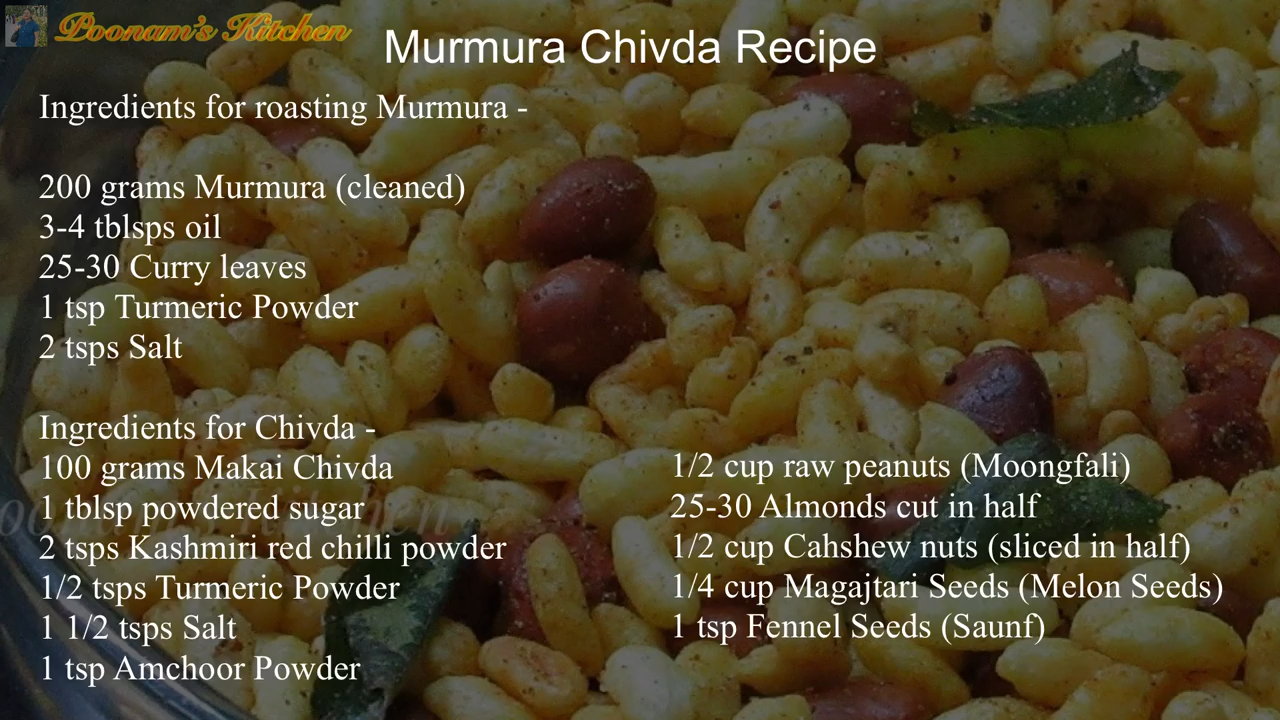 Poonam's Kitchen
Murmura Chivda Recipe
Ingredients for roasting Murmura -
200 grams Murmura (cleaned)
3-4 tblsps oil
25-30 Curry leaves
1 tsp Turmeric Powder
2 tsps Salt
Ingredients for Chivda -
100 grams Makai Chivda
1 tblsp powdered sugar
2 tsps Kashmiri red chilli powder
1/2 tsps Turmeric Powder
1 1/2 tsps Salt
1 tsp Amchoor Powder
1/2 cup raw peanuts (Moongfali)
25-30 Almonds cut in half
1/2 cup Cahshew nuts (sliced in half)
1/4 cup Magajtari Seeds (Melon Seeds)
1 tsp Fennel Seeds (Saunf)